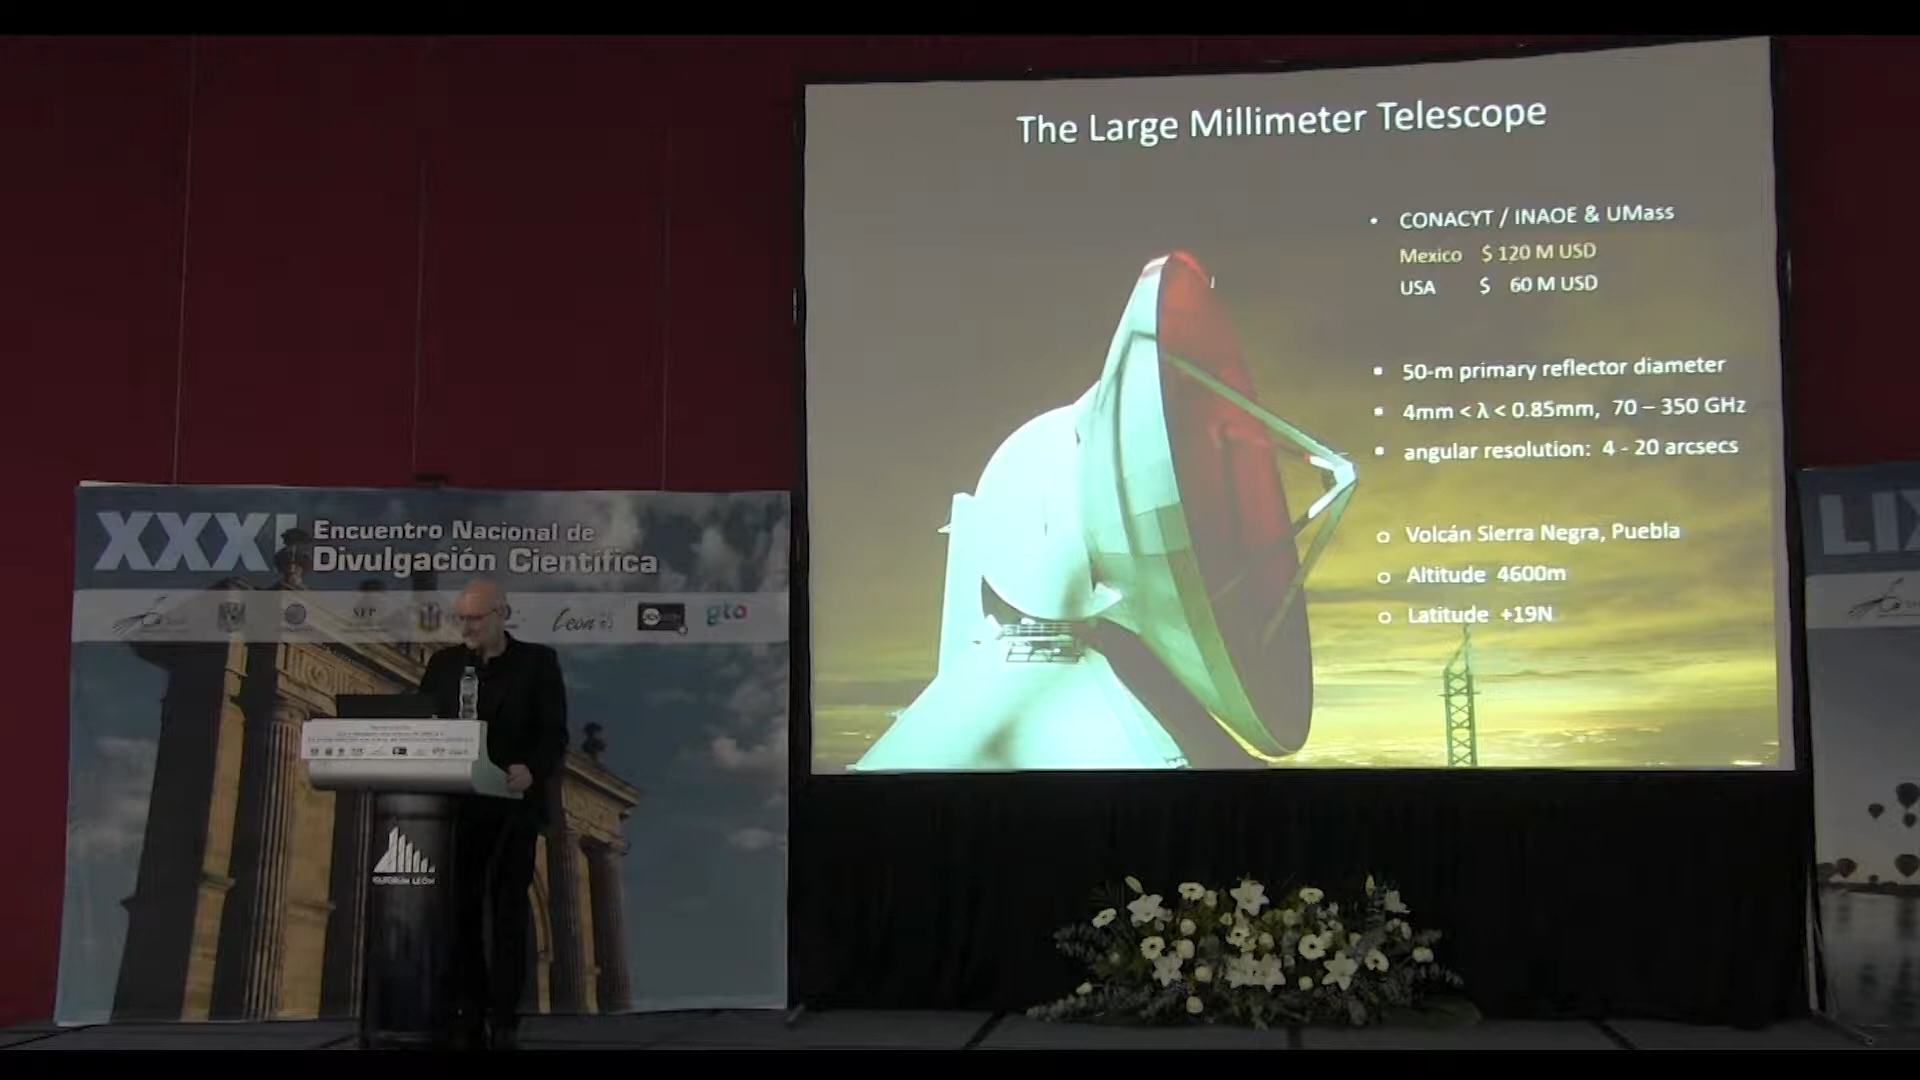 The Large Millimeter Telescope
• CONACYT / INAOE & UMass
Mexico $ 120 M USD
USA $ 60 M USD
▪ 50-m primary reflector diameter
▪ 4mm < λ < 0.85mm, 70 – 350 GHz
▪ angular resolution: 4 - 20 arcsecs
o Volcán Sierra Negra, Puebla
o Altitude 4600m
o Latitude +19N
XXXI
Encuentro Nacional de
Divulgación Científica
SEP
León
gto
LIX